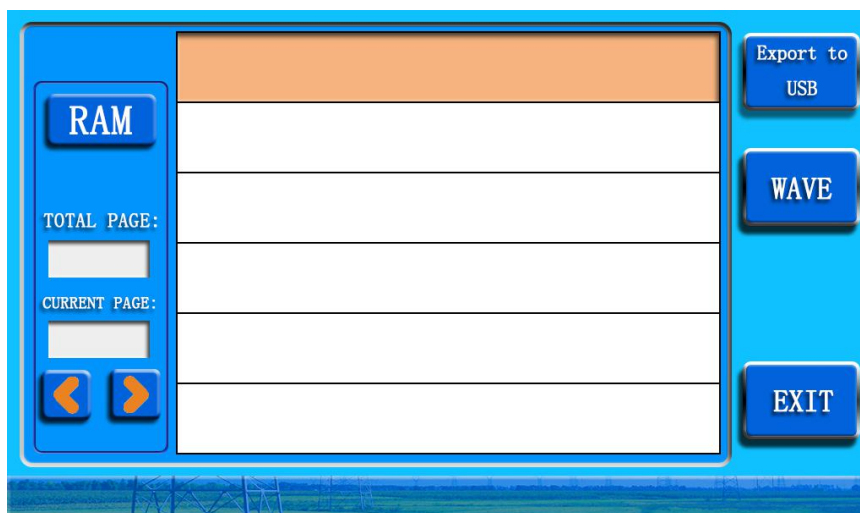 RAM
TOTAL PAGE:
CURRENT PAGE:
Export to
USB
WAVE
EXIT